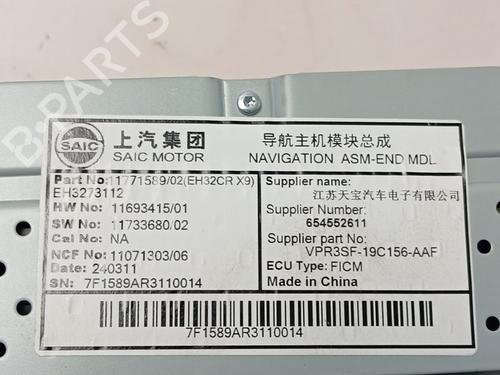 SAIC
上汽集团
SAIC MOTOR
导航主机模块总成
NAVIGATION ASM-END MDL
Part No: 11771589/02(EH32CR X9)
EH3273112
HW No: 11693415/01
SW No: 11733680/02
Cal No: NA
NCF No: 11071303/06
Date: 240311
SN: 7F1589AR3110014
Supplier name:
江苏天宝汽车电子有限公司
Supplier Number:
654552611
Supplier part No:
VPR3SF-19C156-AAF
ECU Type: FICM
Made in China
7F1589AR3110014
B-PARTS